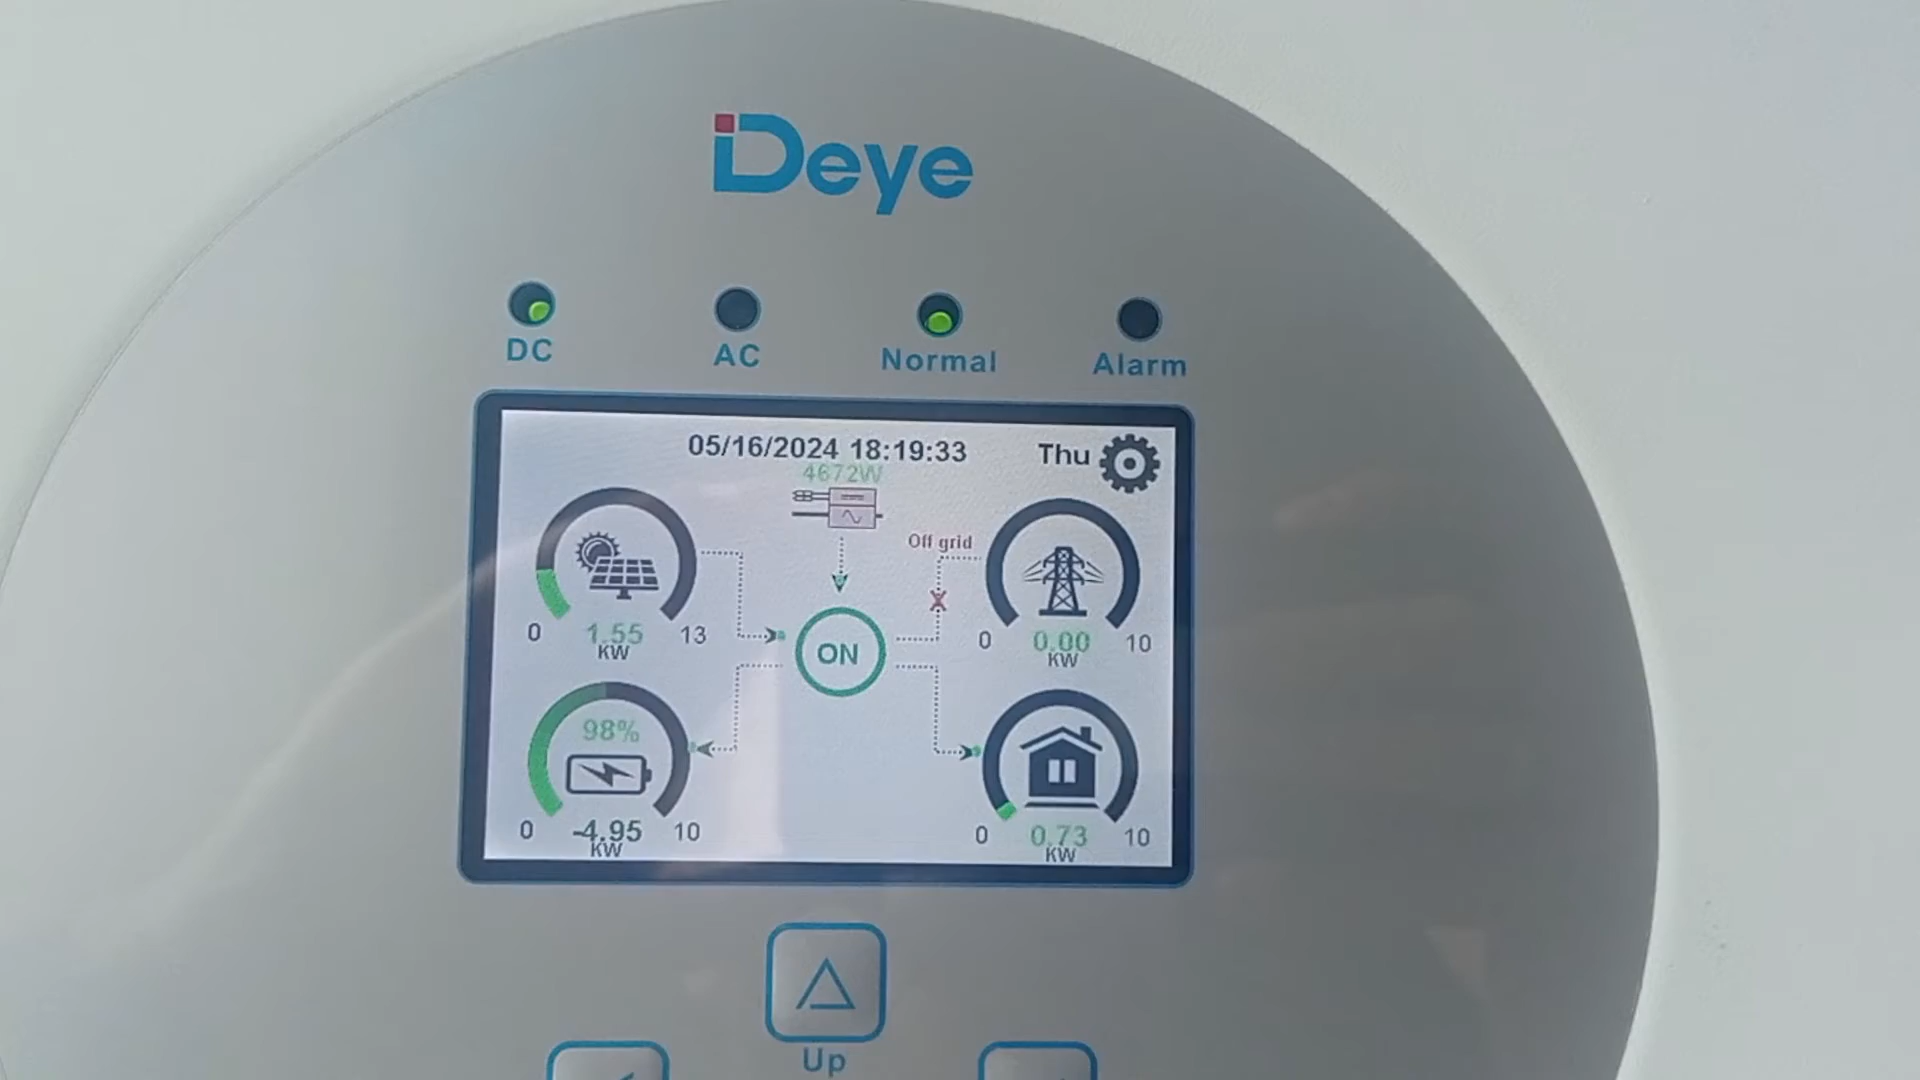 Deye
DC
AC
Normal
Alarm
05/16/2024 18:19:33
Thu
4672W
Off grid
0
1.55
13
KW
0
0.00
10
KW
ON
98%
0
-4.95
10
KW
0
0.73
10
KW
Up